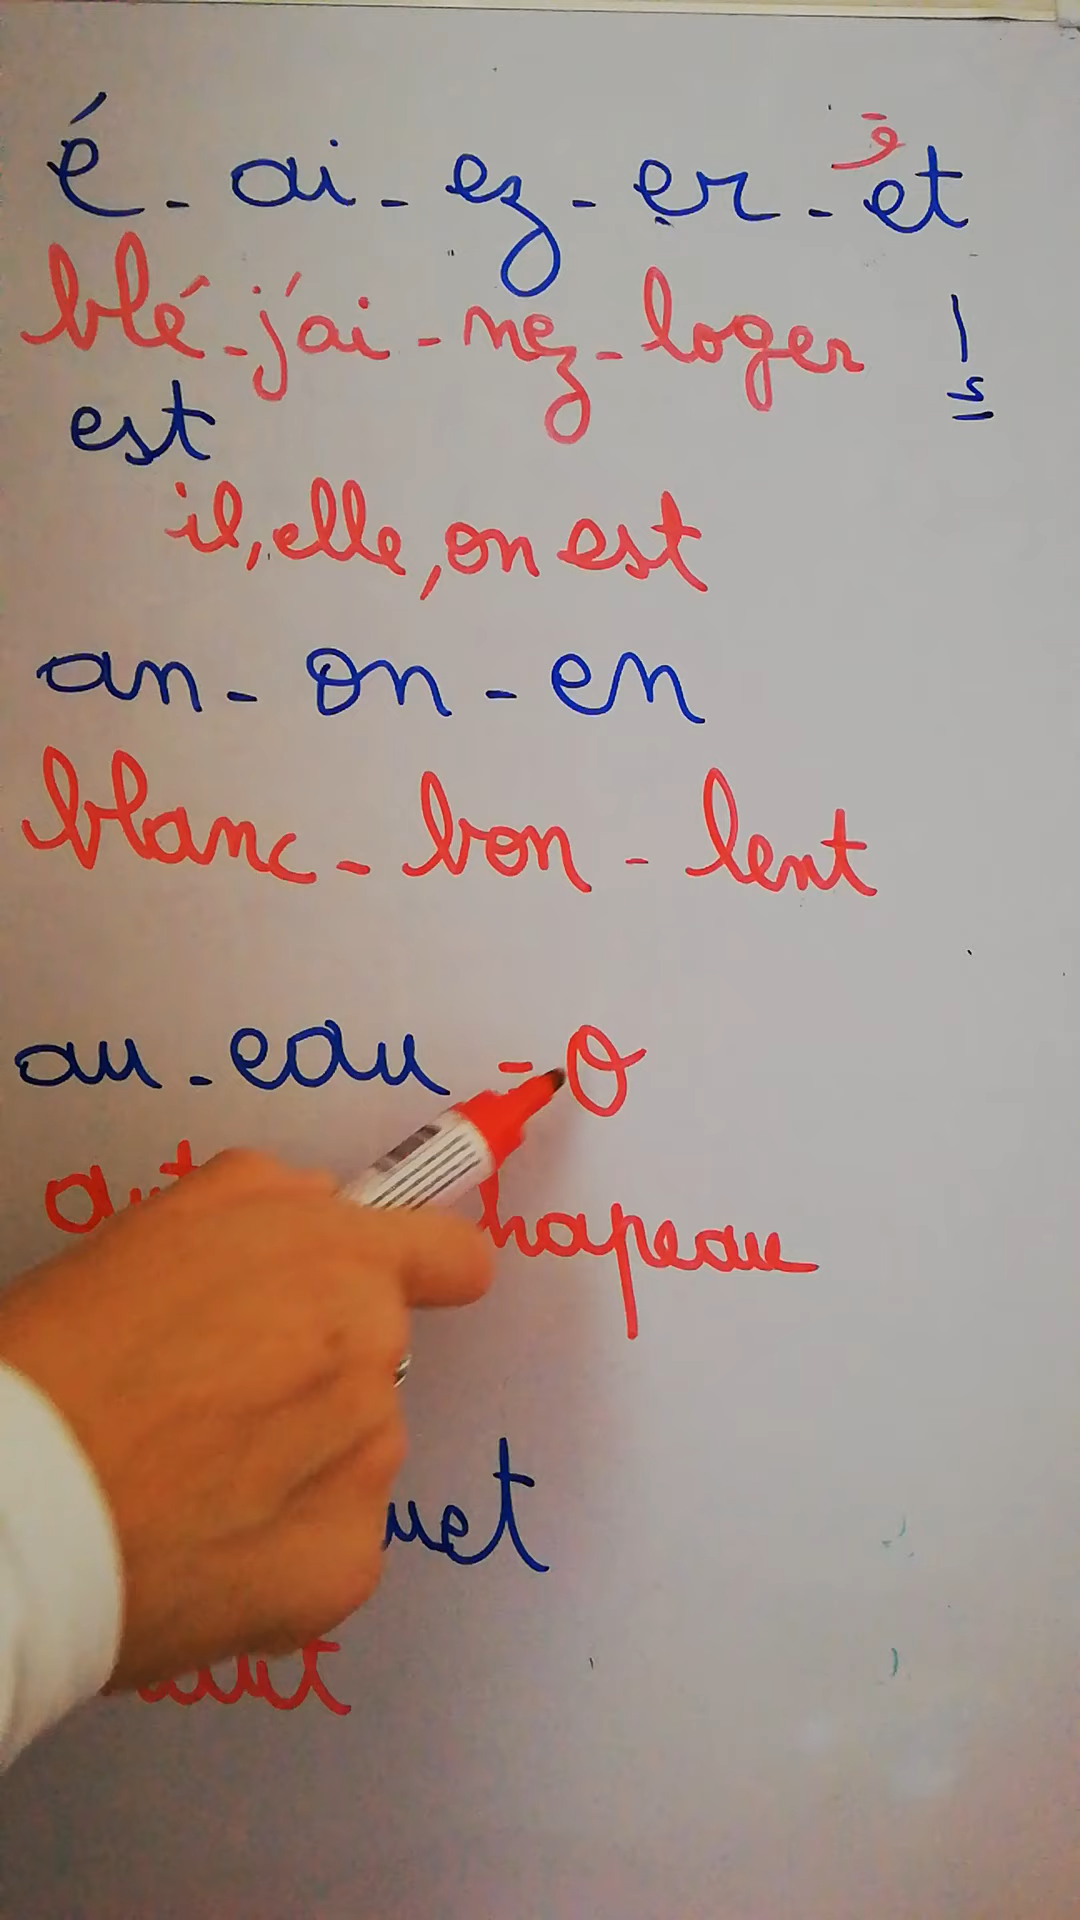 é - ai - ez - er - et وَ
blé - j'ai - nez - loger
est
il, elle, on est
an - on - en
blanc - bon - lent
au - eau - O
hapeau
uet